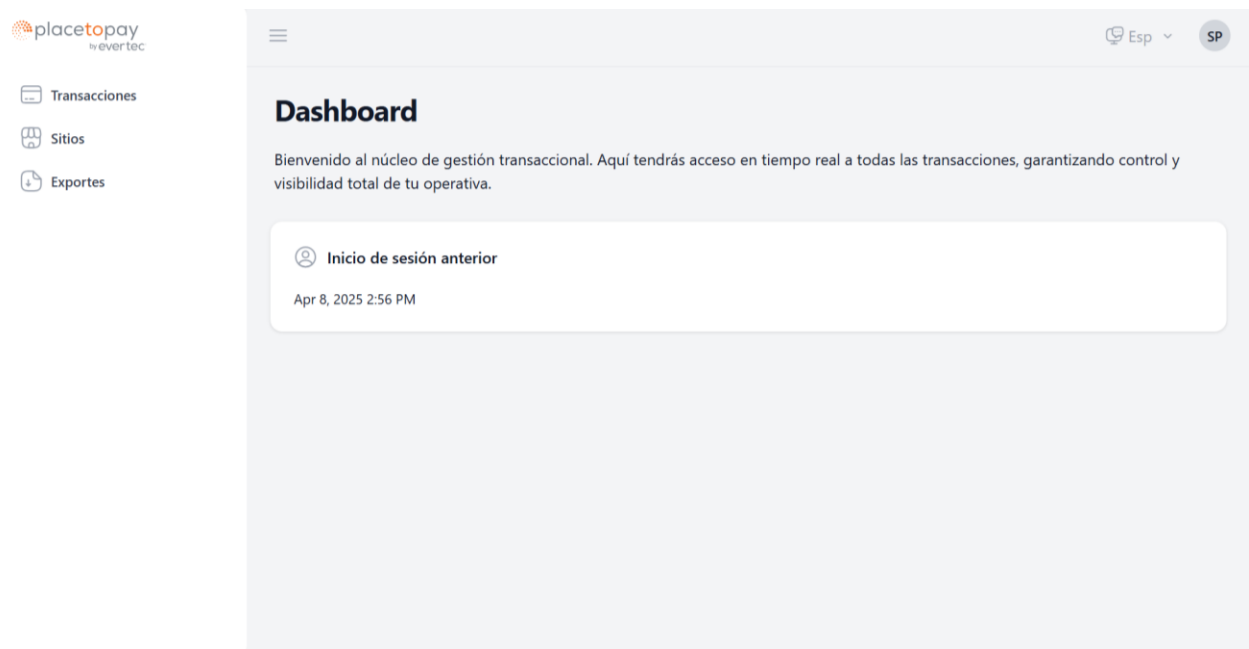 placetopay
by evertec
Esp
SP
Transacciones
Sitios
Exportes
Dashboard
Bienvenido al núcleo de gestión transaccional. Aquí tendrás acceso en tiempo real a todas las transacciones, garantizando control y
visibilidad total de tu operativa.
Inicio de sesión anterior
Apr 8, 2025 2:56 PM